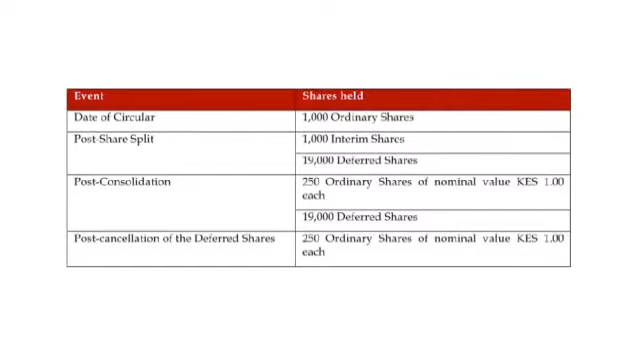 Event Shares held
Date of Circular 1,000 Ordinary Shares
Post-Share Split 1,000 Interim Shares
19,000 Deferred Shares
Post-Consolidation 250 Ordinary Shares of nominal value KES 1.00
each
19,000 Deferred Shares
Post-cancellation of the Deferred Shares 250 Ordinary Shares of nominal value KES 1.00
each